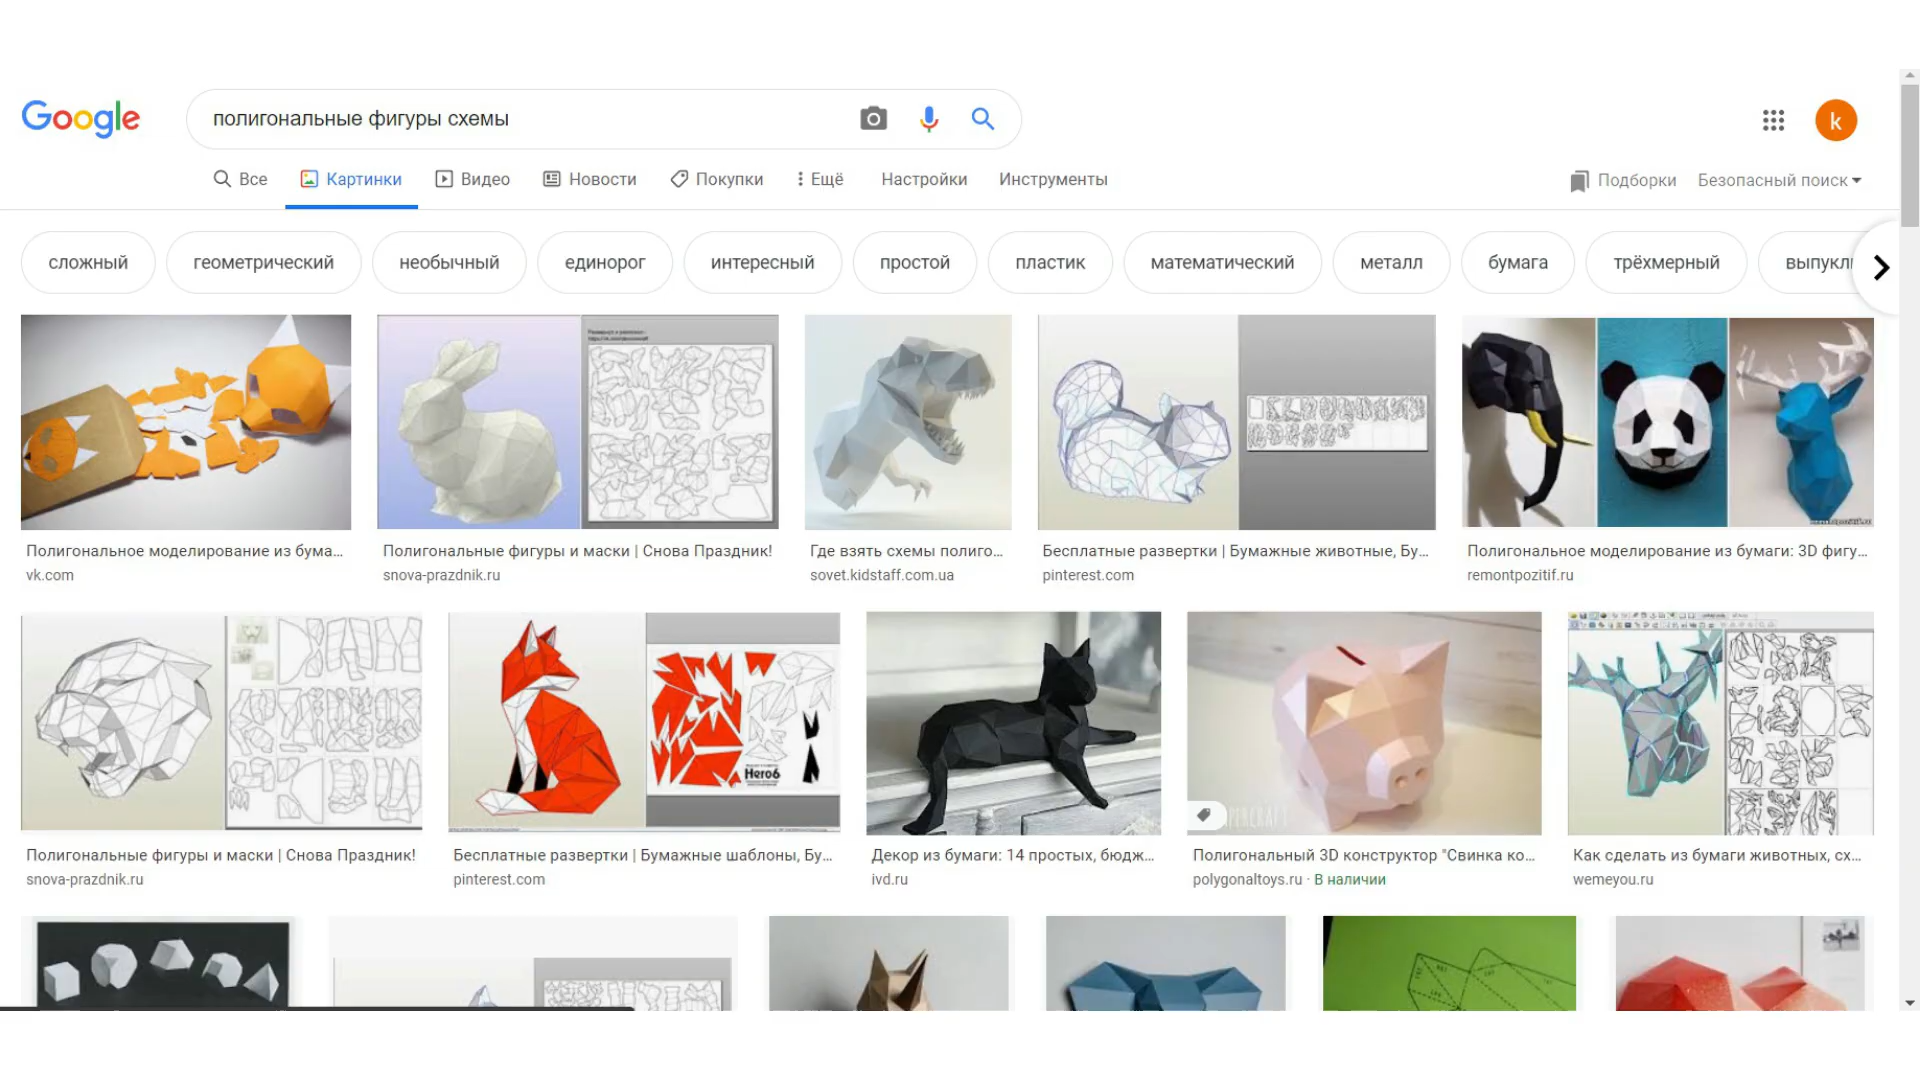 Google
полигональные фигуры схемы
k
Все
Картинки
Видео
Новости
Покупки
Ещё
Настройки
Инструменты
Подборки
Безопасный поиск
сложный
геометрический
необычный
единорог
интересный
простой
пластик
математический
металл
бумага
трёхмерный
выпукл
Полигональное моделирование из бума...
vk.com
Полигональные фигуры и маски | Снова Праздник!
snova-prazdnik.ru
Где взять схемы полиго...
sovet.kidstaff.com.ua
Бесплатные развертки | Бумажные животные, Бу...
pinterest.com
Полигональное моделирование из бумаги: 3D фигу...
remontpozitif.ru
Hero6
Полигональные фигуры и маски | Снова Праздник!
snova-prazdnik.ru
Бесплатные развертки | Бумажные шаблоны, Бу...
pinterest.com
Декор из бумаги: 14 простых, бюдж...
ivd.ru
Полигональный 3D конструктор "Свинка ко...
polygonaltoys.ru · В наличии
Как сделать из бумаги животных, сх...
wemeyou.ru